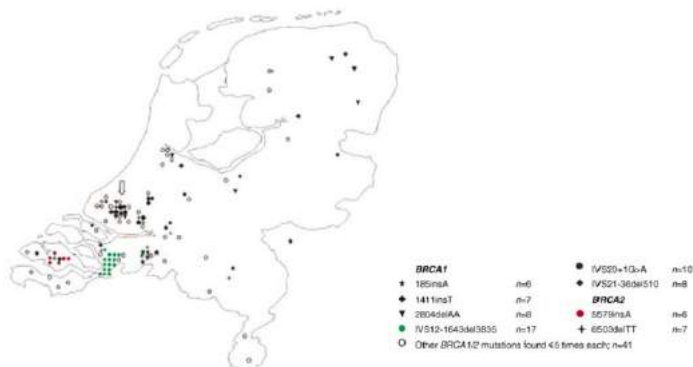 BRCA1
185insA n=6
1411insT n=7
2804delAA n=8
IVS12-1643del3835 n=17
Other BRCA1/2 mutations found ≤5 times each; n=41
IVS20+1G>A n=10
IVS21-36del510 n=8
BRCA2
5579insA n=6
6503delTT n=7